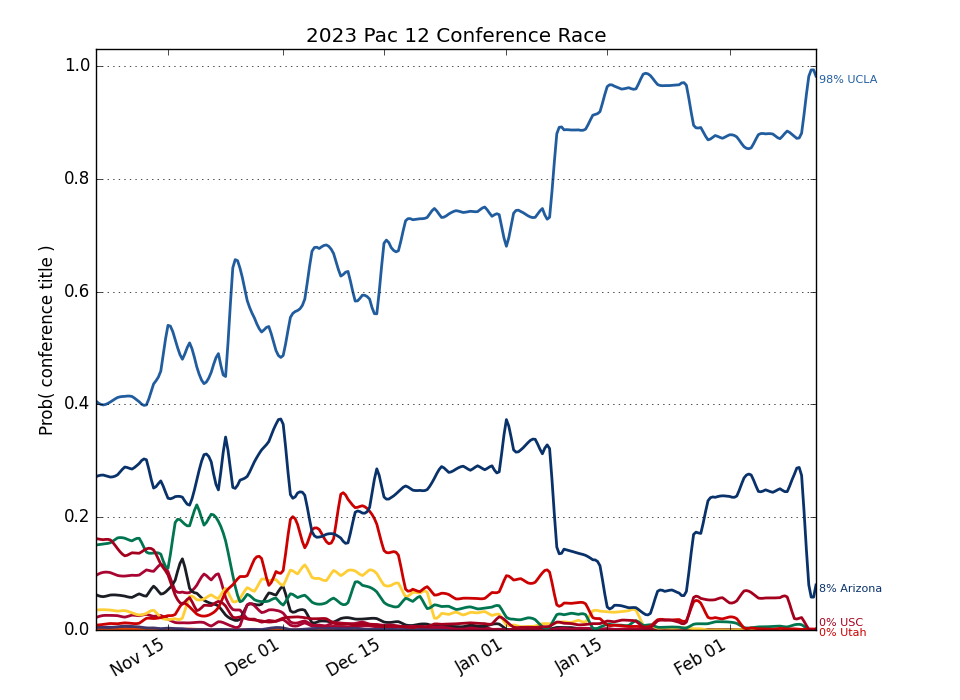 2023 Pac 12 Conference Race
Prob( conference title )
1.0
0.8
0.6
0.4
0.2
0.0
98% UCLA
8% Arizona
0% USC
0% Utah
Nov 15
Dec 01
Dec 15
Jan 01
Jan 15
Feb 01